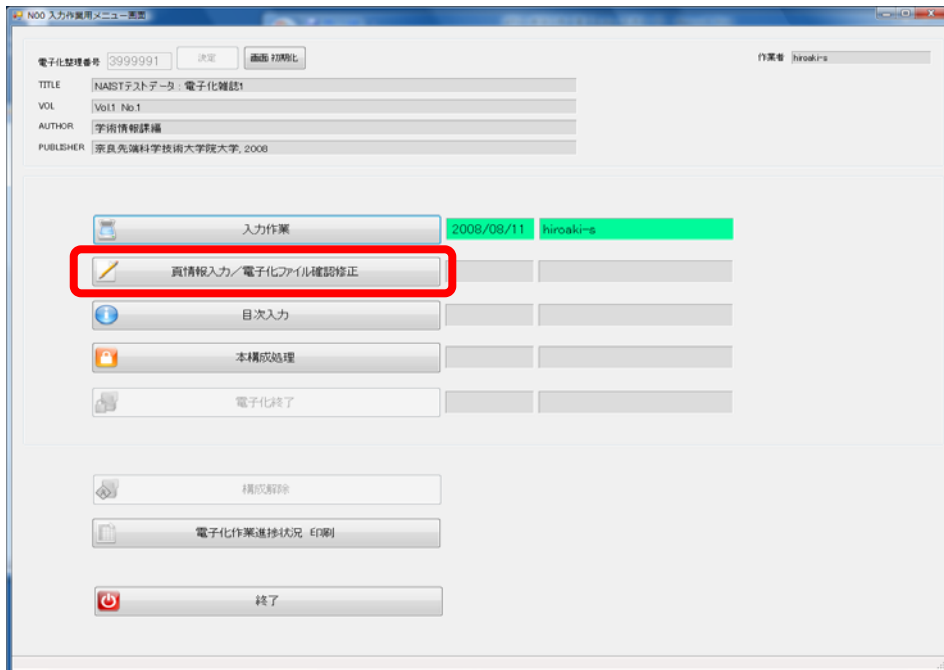 N00 入力作業用メニュー画面
電子化整理番号 3999991 決定 画面 初期化 作業者 hiroaki-s
TITLE NAISTテストデータ : 電子化雑誌1
VOL Vol.1 No.1
AUTHOR 学術情報課編
PUBLISHER 奈良先端科学技術大学院大学, 2008
入力作業 2008/08/11 hiroaki-s
頁情報入力／電子化ファイル確認修正
目次入力
本構成処理
電子化終了
構成解除
電子化作業進捗状況 印刷
終了